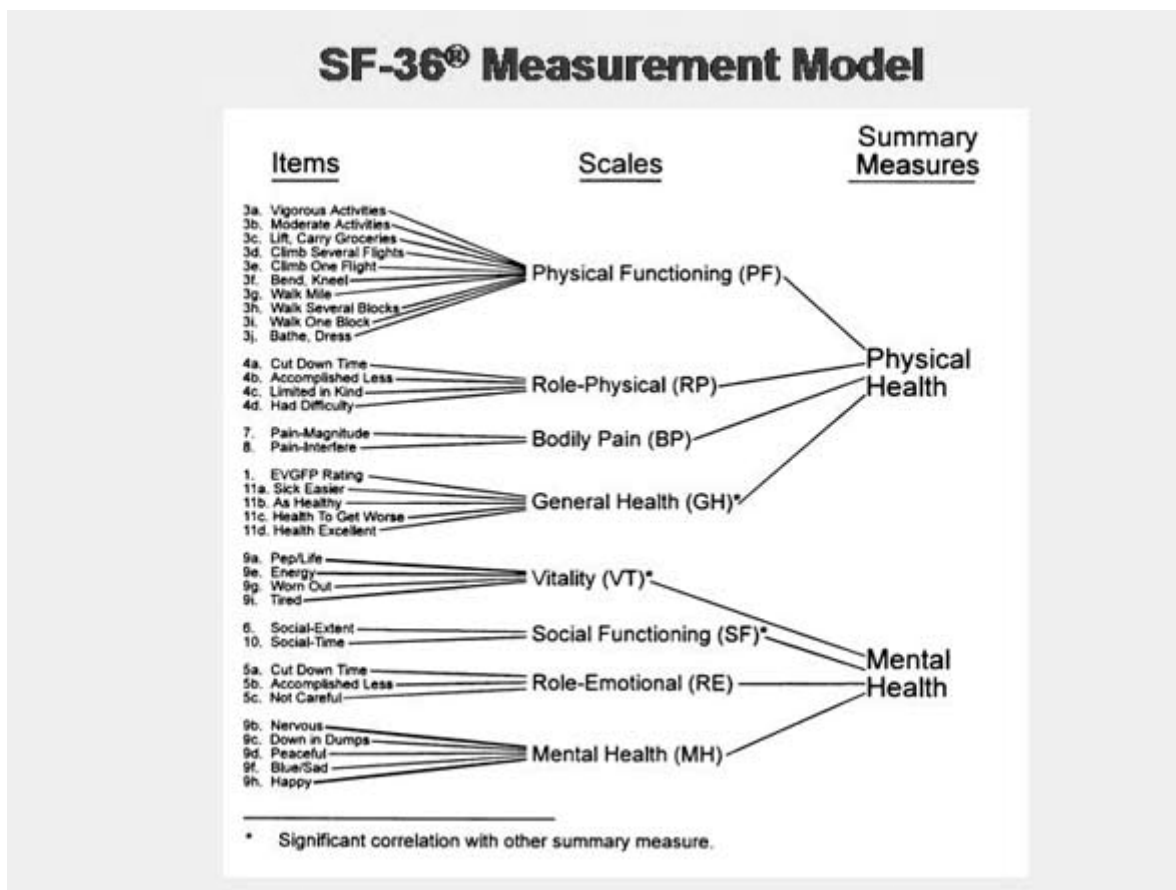 SF-36® Measurement Model
Items
Scales
Summary
Measures
3a. Vigorous Activities
3b. Moderate Activities
3c. Lift, Carry Groceries
3d. Climb Several Flights
3e. Climb One Flight
3f. Bend, Kneel
3g. Walk Mile
3h. Walk Several Blocks
3i. Walk One Block
3j. Bathe, Dress
Physical Functioning (PF)
4a. Cut Down Time
4b. Accomplished Less
4c. Limited in Kind
4d. Had Difficulty
Role-Physical (RP)
Physical
Health
7. Pain-Magnitude
8. Pain-Interfere
Bodily Pain (BP)
1. EVGFP Rating
11a. Sick Easier
11b. As Healthy
11c. Health To Get Worse
11d. Health Excellent
General Health (GH)*
9a. Pep/Life
9e. Energy
9g. Worn Out
9i. Tired
Vitality (VT)*
6. Social-Extent
10. Social-Time
Social Functioning (SF)*
5a. Cut Down Time
5b. Accomplished Less
5c. Not Careful
Role-Emotional (RE)
Mental
Health
9b. Nervous
9c. Down in Dumps
9d. Peaceful
9f. Blue/Sad
9h. Happy
Mental Health (MH)
* Significant correlation with other summary measure.